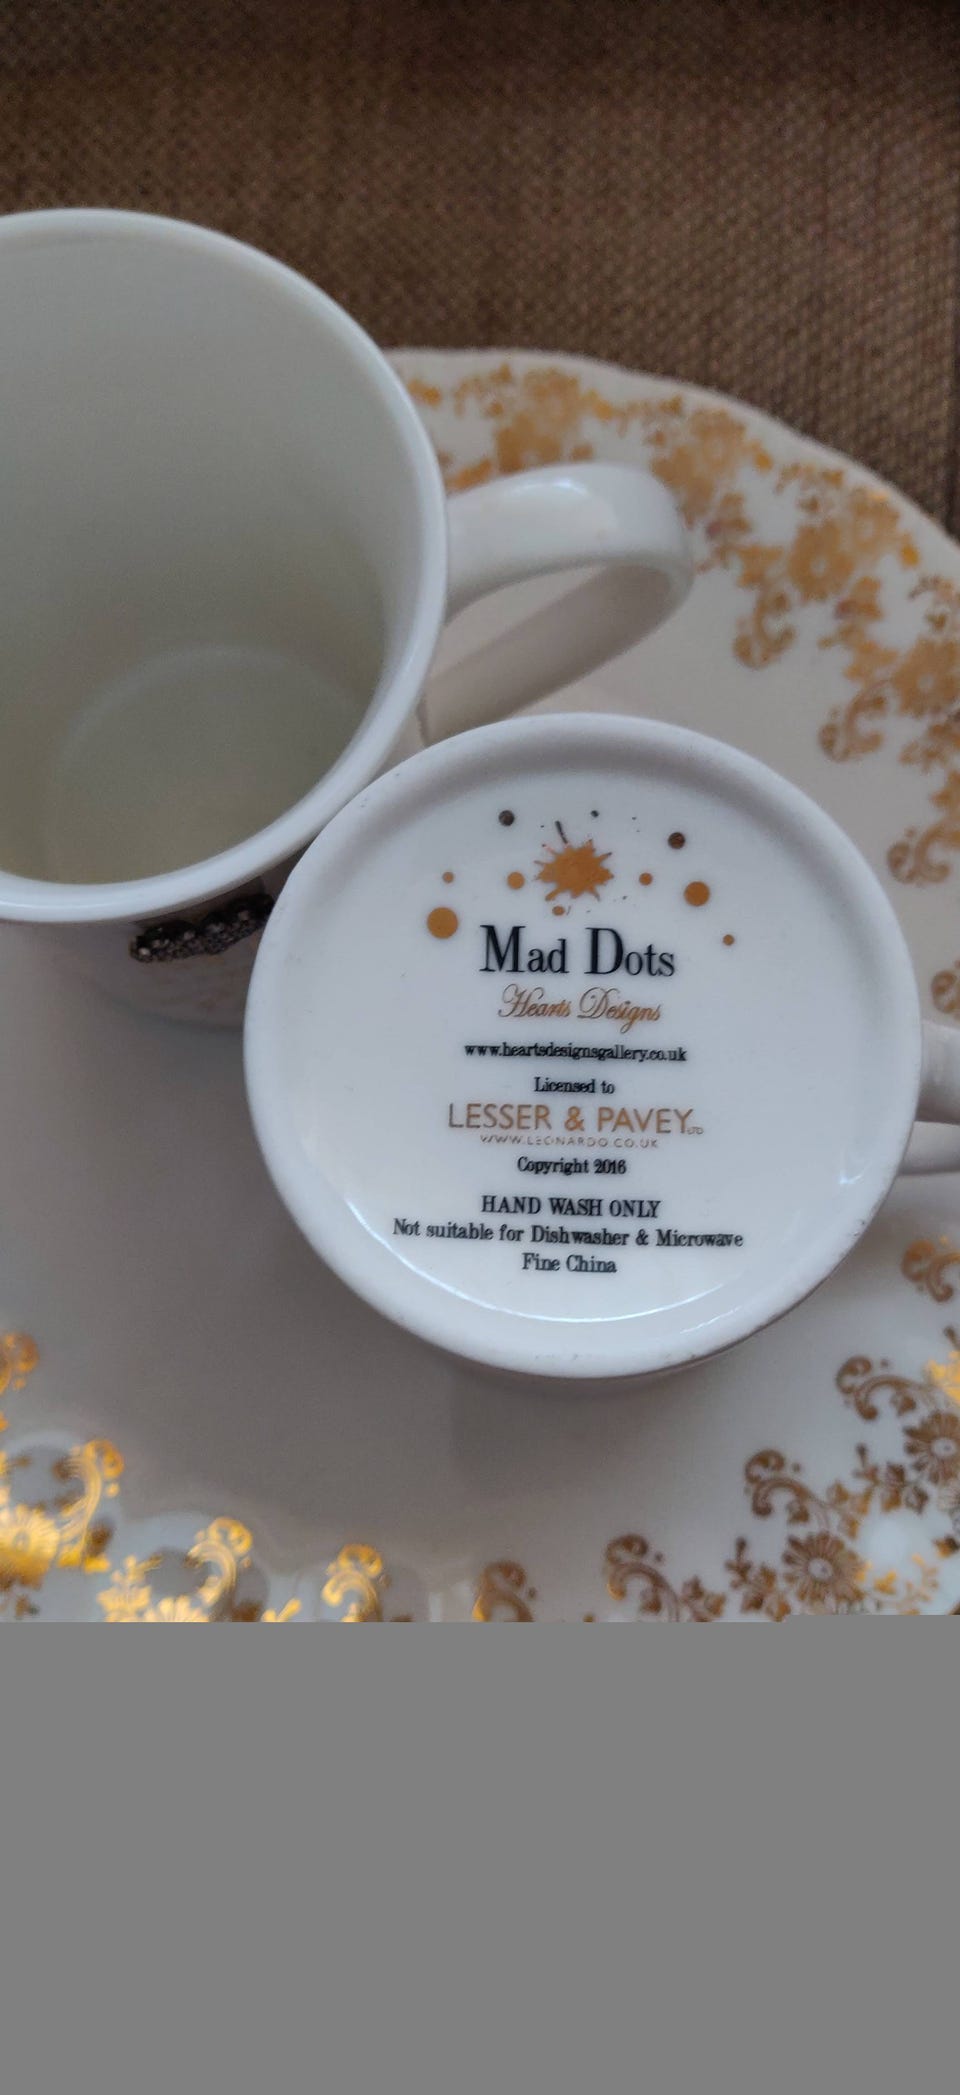 Mad Dots
Hearts Designs
www.heartsdesignsgallery.co.uk
Licensed to
LESSER & PAVEY LTD
WWW.LEONARDO.CO.UK
Copyright 2016
HAND WASH ONLY
Not suitable for Dishwasher & Microwave
Fine China